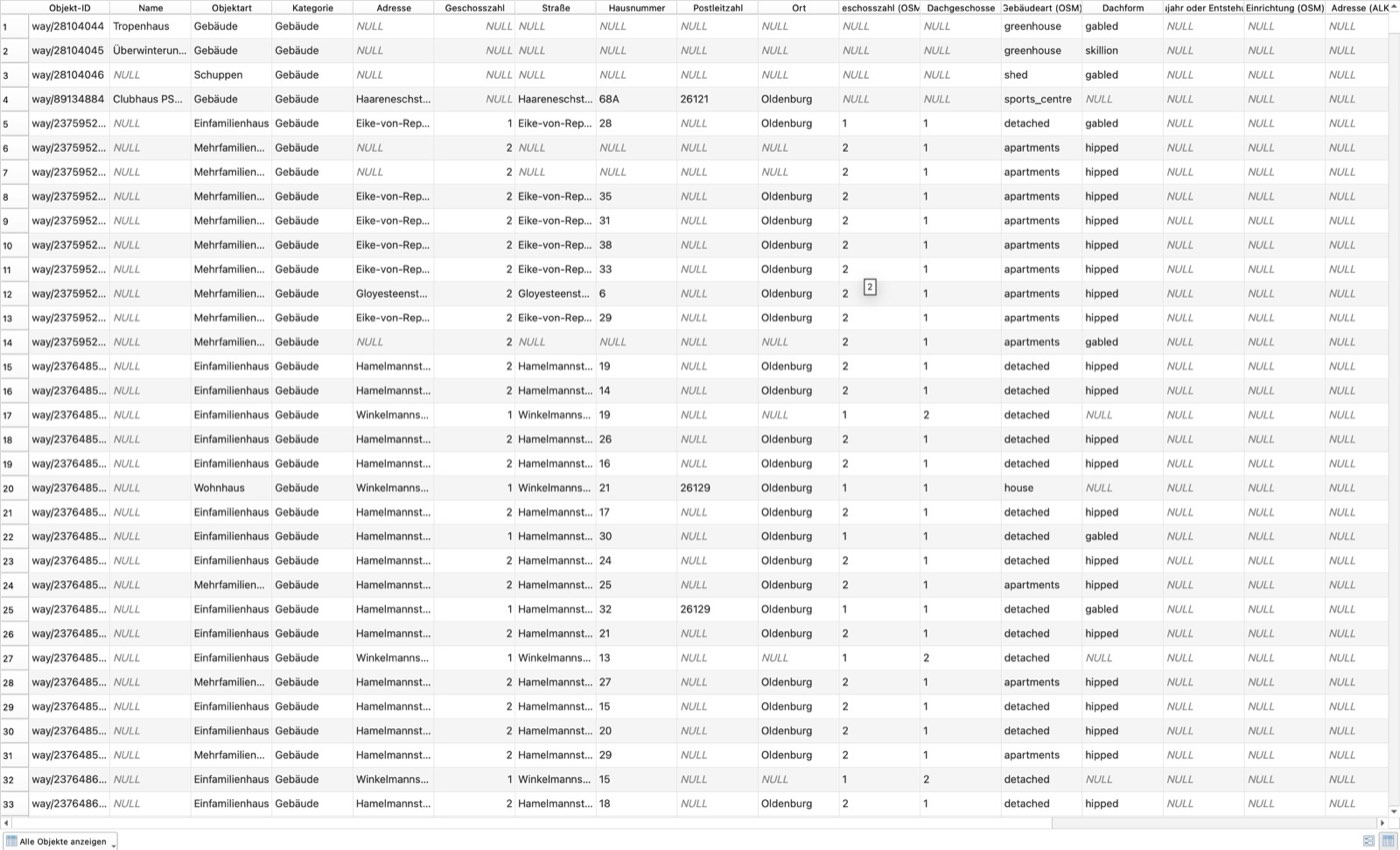 Objekt-ID Name Objektart Kategorie Adresse Geschosszahl Straße Hausnummer Postleitzahl Ort eschosszahl (OSM Dachgeschosse Gebäudeart (OSM) Dachform ıjahr oder Entstehu Einrichtung (OSM) Adresse (ALK
1 way/28104044 Tropenhaus Gebäude Gebäude NULL NULL NULL NULL NULL NULL NULL NULL greenhouse gabled NULL NULL NULL
2 way/28104045 Überwinterun... Gebäude Gebäude NULL NULL NULL NULL NULL NULL NULL NULL greenhouse skillion NULL NULL NULL
3 way/28104046 NULL Schuppen Gebäude NULL NULL NULL NULL NULL NULL NULL NULL shed gabled NULL NULL NULL
4 way/89134884 Clubhaus PS... Gebäude Gebäude Haareneschst... NULL Haareneschst... 68A 26121 Oldenburg NULL NULL sports_centre NULL NULL NULL NULL
5 way/2375952... NULL Einfamilienhaus Gebäude Eike-von-Rep... 1 Eike-von-Rep... 28 NULL Oldenburg 1 1 detached gabled NULL NULL NULL
6 way/2375952... NULL Mehrfamilien... Gebäude NULL 2 NULL NULL NULL NULL 2 1 apartments hipped NULL NULL NULL
7 way/2375952... NULL Mehrfamilien... Gebäude NULL 2 NULL NULL NULL NULL 2 1 apartments hipped NULL NULL NULL
8 way/2375952... NULL Mehrfamilien... Gebäude Eike-von-Rep... 2 Eike-von-Rep... 35 NULL Oldenburg 2 1 apartments hipped NULL NULL NULL
9 way/2375952... NULL Mehrfamilien... Gebäude Eike-von-Rep... 2 Eike-von-Rep... 31 NULL Oldenburg 2 1 apartments hipped NULL NULL NULL
10 way/2375952... NULL Mehrfamilien... Gebäude Eike-von-Rep... 2 Eike-von-Rep... 38 NULL Oldenburg 2 1 apartments hipped NULL NULL NULL
11 way/2375952... NULL Mehrfamilien... Gebäude Eike-von-Rep... 2 Eike-von-Rep... 33 NULL Oldenburg 2 1 apartments hipped NULL NULL NULL
12 way/2375952... NULL Mehrfamilien... Gebäude Gloyesteenst... 2 Gloyesteenst... 6 NULL Oldenburg 2 2 1 apartments hipped NULL NULL NULL
13 way/2375952... NULL Mehrfamilien... Gebäude Eike-von-Rep... 2 Eike-von-Rep... 29 NULL Oldenburg 2 1 apartments hipped NULL NULL NULL
14 way/2375952... NULL Mehrfamilien... Gebäude NULL 2 NULL NULL NULL NULL 2 1 apartments gabled NULL NULL NULL
15 way/2376485... NULL Einfamilienhaus Gebäude Hamelmannst... 2 Hamelmannst... 19 NULL Oldenburg 2 1 detached hipped NULL NULL NULL
16 way/2376485... NULL Einfamilienhaus Gebäude Hamelmannst... 2 Hamelmannst... 14 NULL Oldenburg 2 1 detached hipped NULL NULL NULL
17 way/2376485... NULL Einfamilienhaus Gebäude Winkelmanns... 1 Winkelmanns... 19 NULL NULL 1 2 detached NULL NULL NULL NULL
18 way/2376485... NULL Einfamilienhaus Gebäude Hamelmannst... 2 Hamelmannst... 26 NULL Oldenburg 2 1 detached hipped NULL NULL NULL
19 way/2376485... NULL Einfamilienhaus Gebäude Hamelmannst... 2 Hamelmannst... 16 NULL Oldenburg 2 1 detached hipped NULL NULL NULL
20 way/2376485... NULL Wohnhaus Gebäude Winkelmanns... 1 Winkelmanns... 21 26129 Oldenburg 1 1 house NULL NULL NULL NULL
21 way/2376485... NULL Einfamilienhaus Gebäude Hamelmannst... 2 Hamelmannst... 17 NULL Oldenburg 2 1 detached hipped NULL NULL NULL
22 way/2376485... NULL Einfamilienhaus Gebäude Hamelmannst... 1 Hamelmannst... 30 NULL Oldenburg 1 1 detached gabled NULL NULL NULL
23 way/2376485... NULL Einfamilienhaus Gebäude Hamelmannst... 2 Hamelmannst... 24 NULL Oldenburg 2 1 detached hipped NULL NULL NULL
24 way/2376485... NULL Mehrfamilien... Gebäude Hamelmannst... 2 Hamelmannst... 25 NULL Oldenburg 2 1 apartments hipped NULL NULL NULL
25 way/2376485... NULL Einfamilienhaus Gebäude Hamelmannst... 1 Hamelmannst... 32 26129 Oldenburg 1 1 detached gabled NULL NULL NULL
26 way/2376485... NULL Einfamilienhaus Gebäude Hamelmannst... 2 Hamelmannst... 21 NULL Oldenburg 2 1 detached hipped NULL NULL NULL
27 way/2376485... NULL Einfamilienhaus Gebäude Winkelmanns... 1 Winkelmanns... 13 NULL NULL 1 2 detached NULL NULL NULL NULL
28 way/2376485... NULL Mehrfamilien... Gebäude Hamelmannst... 2 Hamelmannst... 27 NULL Oldenburg 2 1 apartments hipped NULL NULL NULL
29 way/2376485... NULL Einfamilienhaus Gebäude Hamelmannst... 2 Hamelmannst... 15 NULL Oldenburg 2 1 detached hipped NULL NULL NULL
30 way/2376485... NULL Einfamilienhaus Gebäude Hamelmannst... 2 Hamelmannst... 20 NULL Oldenburg 2 1 detached hipped NULL NULL NULL
31 way/2376485... NULL Mehrfamilien... Gebäude Hamelmannst... 2 Hamelmannst... 29 NULL Oldenburg 2 1 apartments hipped NULL NULL NULL
32 way/2376486... NULL Einfamilienhaus Gebäude Winkelmanns... 1 Winkelmanns... 15 NULL NULL 1 2 detached NULL NULL NULL NULL
33 way/2376486... NULL Einfamilienhaus Gebäude Hamelmannst... 2 Hamelmannst... 18 NULL Oldenburg 2 1 detached hipped NULL NULL NULL
Alle Objekte anzeigen